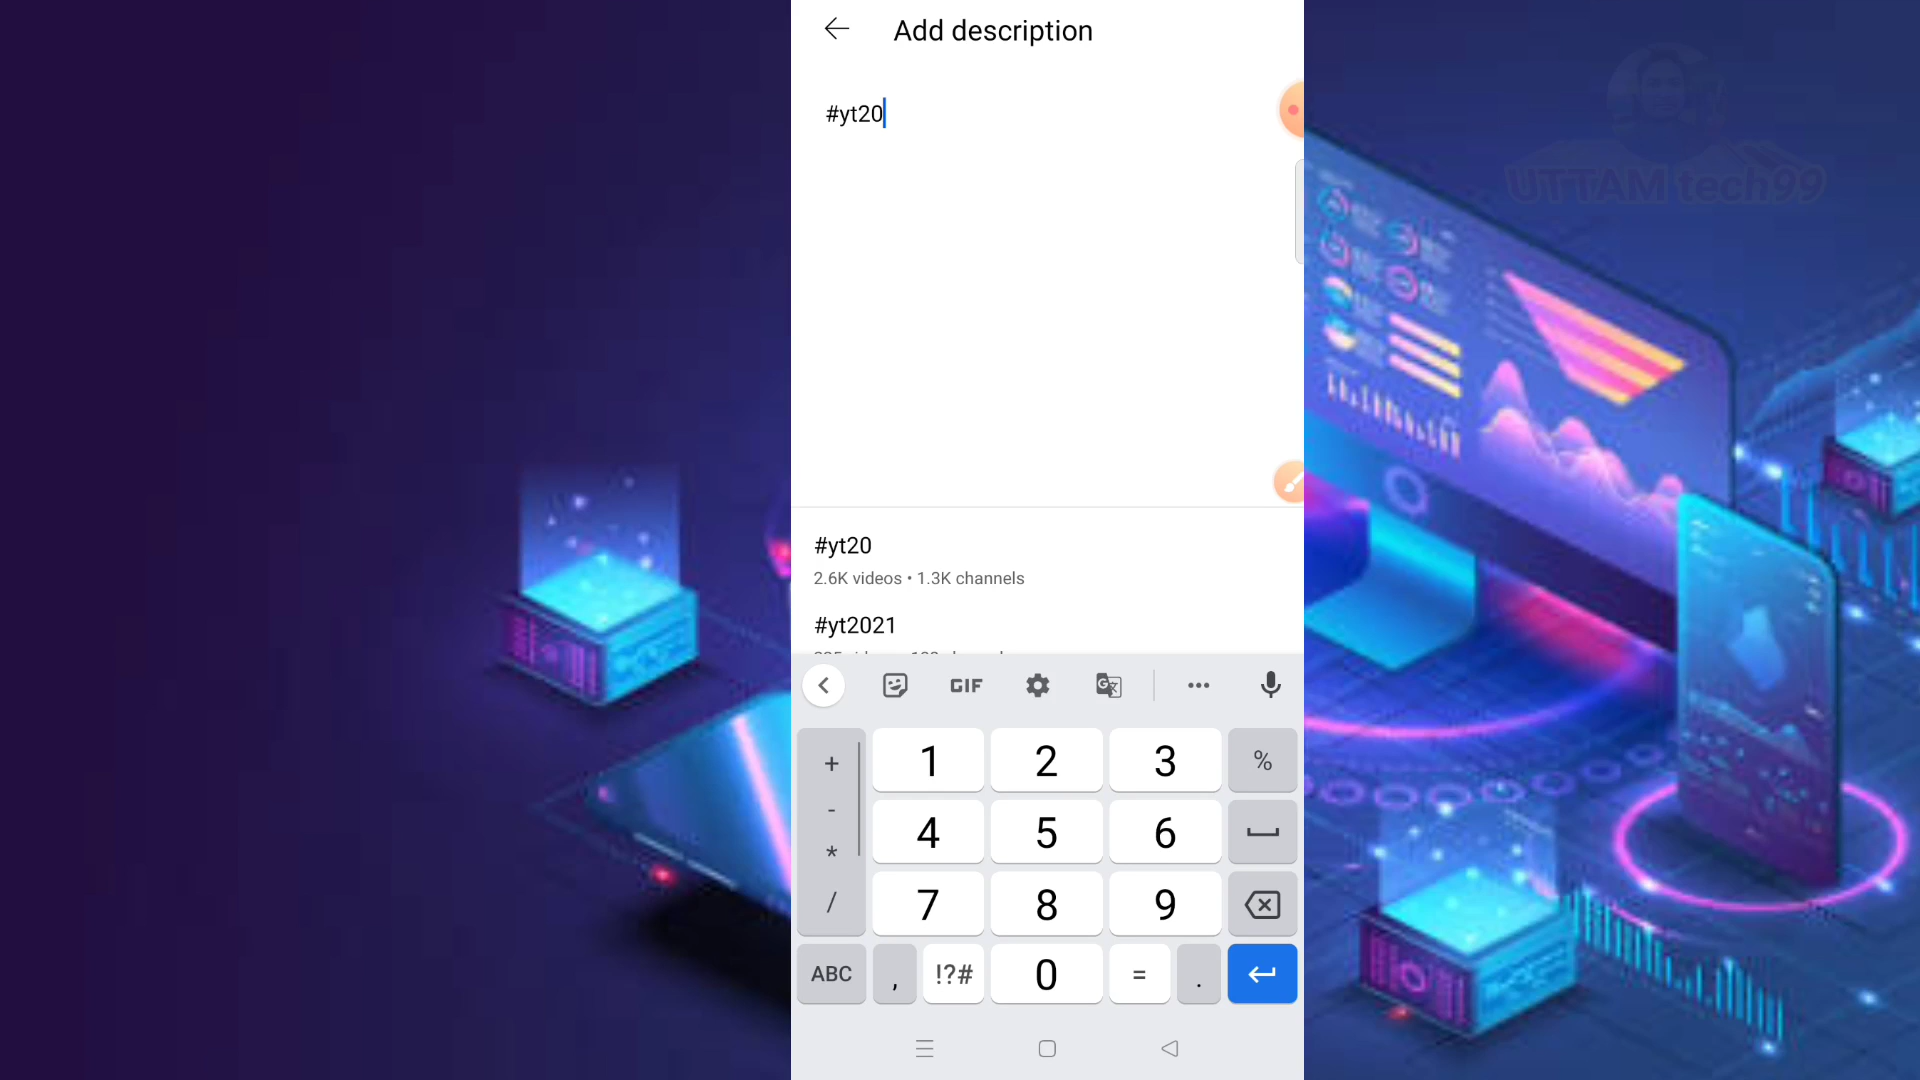 Add description
#yt20
UTTAM tech99
#yt20
2.6K videos • 1.3K channels
#yt2021
GIF
+ 1 2 3 %
- 4 5 6
*
/ 7 8 9
ABC , !?# 0 = .